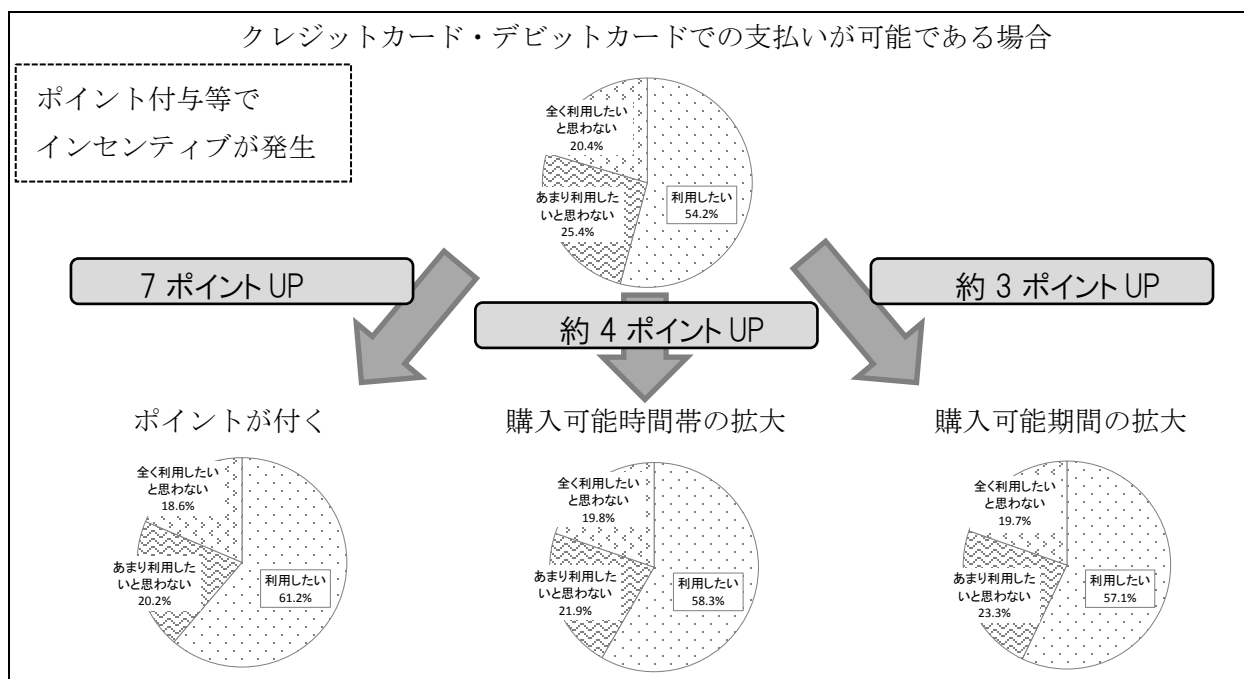 クレジットカード・デビットカードでの支払いが可能である場合
ポイント付与等で
インセンティブが発生
全く利用したい
と思わない
20.4%
あまり利用した
いと思わない
25.4%
利用したい
54.2%
7 ポイント UP
約 4 ポイント UP
約 3 ポイント UP
ポイントが付く
全く利用したい
と思わない
18.6%
あまり利用した
いと思わない
20.2%
利用したい
61.2%
購入可能時間帯の拡大
全く利用したい
と思わない
19.8%
あまり利用した
いと思わない
21.9%
利用したい
58.3%
購入可能期間の拡大
全く利用したい
と思わない
19.7%
あまり利用した
いと思わない
23.3%
利用したい
57.1%